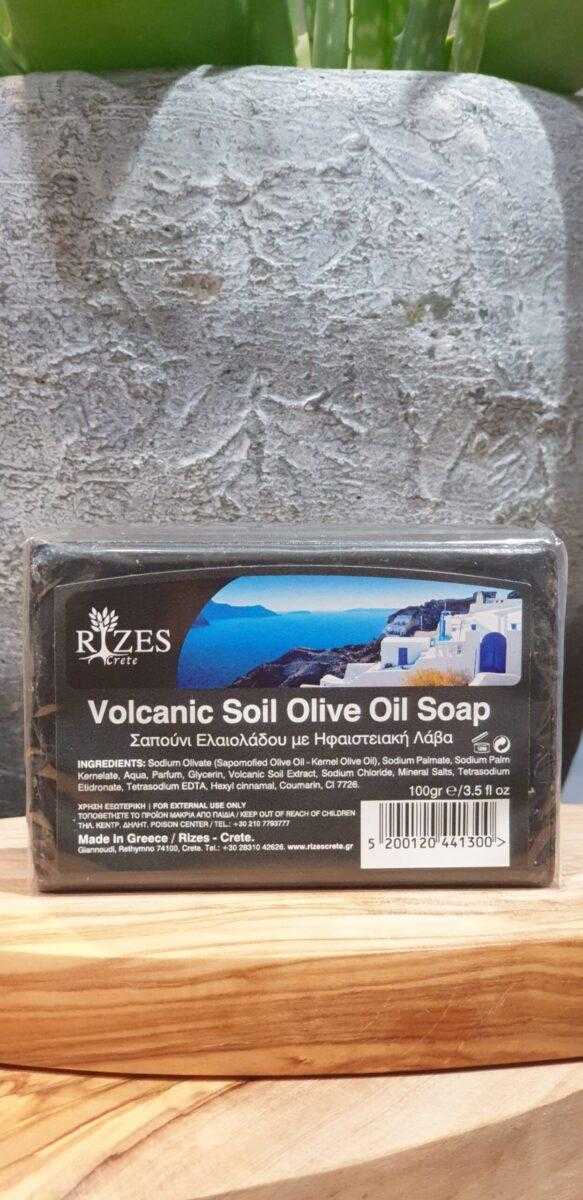 RIZES
Crete
Volcanic Soil Olive Oil Soap
Σαπούνι Ελαιολάδου με Ηφαιστειακή Λάβα
12M
INGREDIENTS: Sodium Olivate (Sapomofied Olive Oil - Kernel Olive Oil), Sodium Palmate, Sodium Palm
Kernelate, Aqua, Parfum, Glycerin, Volcanic Soil Extract, Sodium Chloride, Mineral Salts, Tetrasodium
Etidronate, Tetrasodium EDTA, Hexyl cinnamal, Coumarin, CI 7726.
100gr e/3.5 fl oz
ΧΡΗΣΗ ΕΞΩΤΕΡΙΚΗ | FOR EXTERNAL USE ONLY
ΤΟΠΟΘΕΤΗΣΤΕ ΤΟ ΠΡΟΪΟΝ ΜΑΚΡΙΑ ΑΠΟ ΠΑΙΔΙΑ / KEEP OUT OF REACH OF CHILDREN
ΤΗΛ. ΚΕΝΤΡ. ΔΗΛΗΤ. POISON CENTER / TEL.: +30 210 7793777
Made in Greece / Rizes - Crete.
Giannoudi, Rethymno 74100, Crete. Tel.: +30 28310 42626. www.rizescrete.gr
5 200120 441300 >